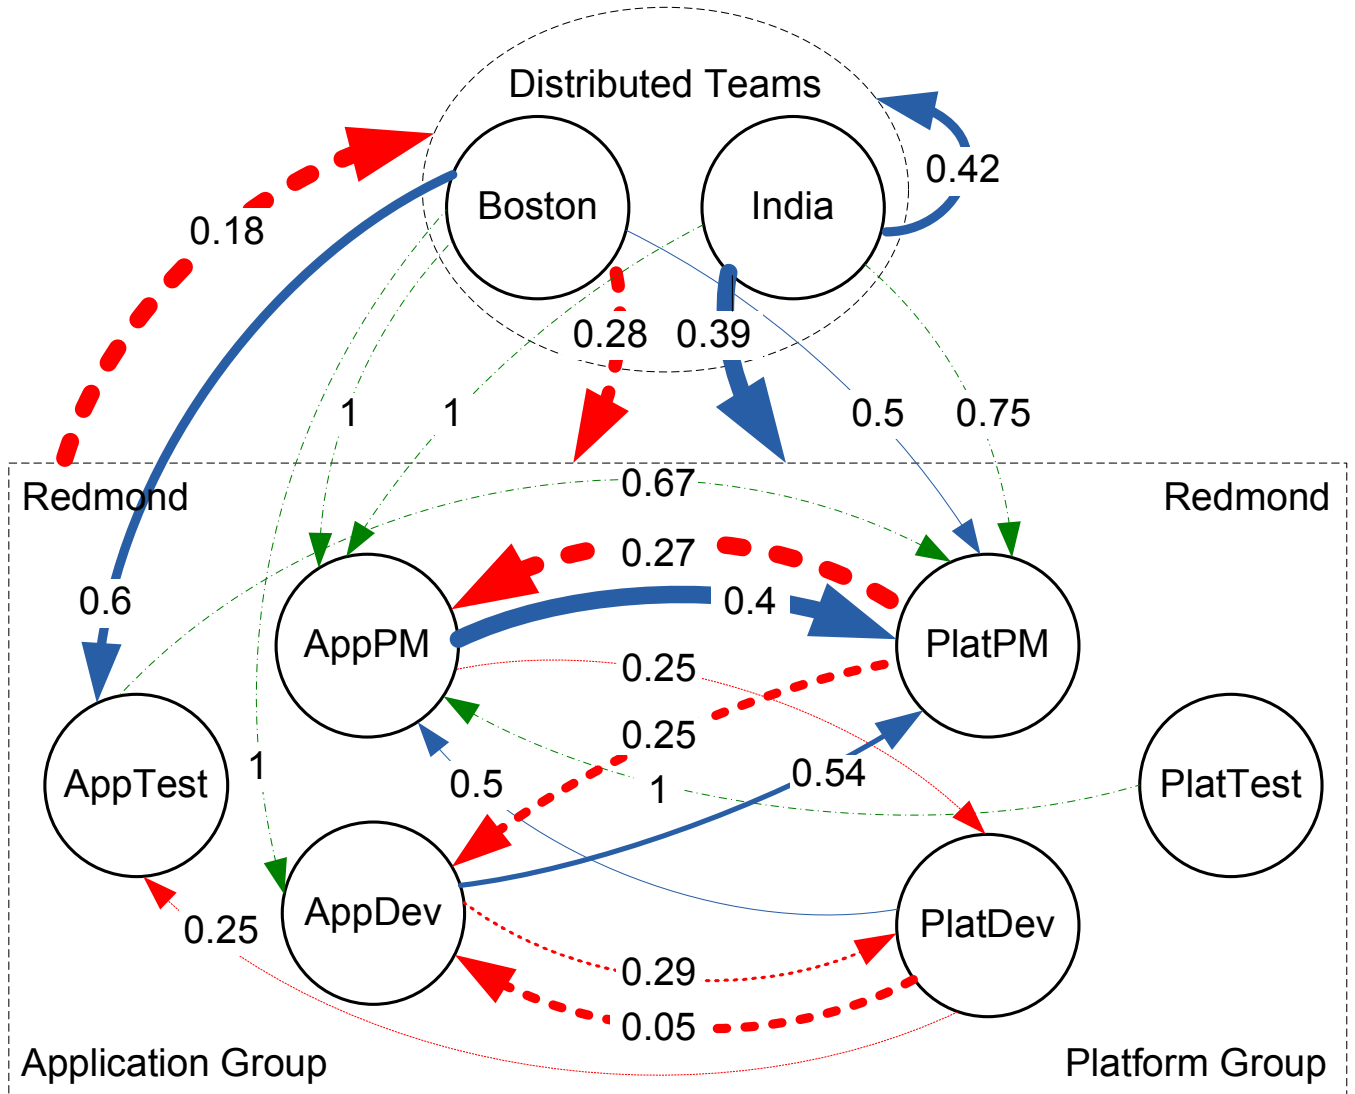 Distributed Teams
Boston
India
0.42
0.18
0.28
0.39
1
1
0.5
0.75
Redmond
0.67
Redmond
0.27
0.6
0.4
AppPM
0.25
PlatPM
0.25
AppTest
1
0.5
1
0.54
PlatTest
AppDev
PlatDev
0.25
0.29
0.05
Application Group
Platform Group